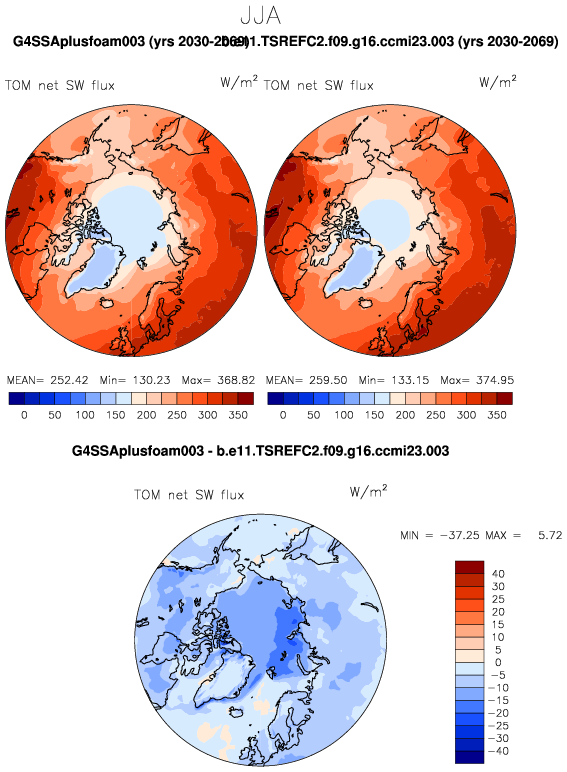 JJA
G4SSAplusfoam003 (yrs 2030-2069) b.e11.TSREFC2.f09.g16.ccmi23.003 (yrs 2030-2069)
TOM net SW flux W/m² TOM net SW flux W/m²
MEAN= 252.42 Min= 130.23 Max= 368.82 MEAN= 259.50 Min= 133.15 Max= 374.95
0 50 100 150 200 250 300 350 0 50 100 150 200 250 300 350
G4SSAplusfoam003 - b.e11.TSREFC2.f09.g16.ccmi23.003
TOM net SW flux W/m²
MIN = -37.25 MAX = 5.72
40
30
25
20
15
10
5
0
-5
-10
-15
-20
-25
-30
-40